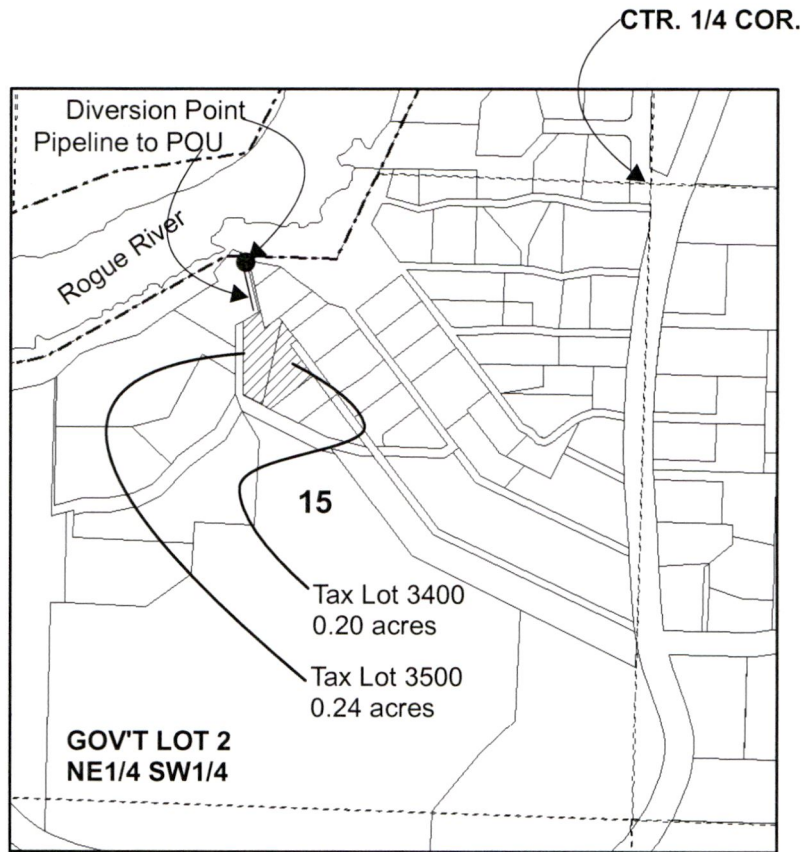 CTR. 1/4 COR.
Diversion Point
Pipeline to POU
Rogue River
15
Tax Lot 3400
0.20 acres
Tax Lot 3500
0.24 acres
GOV'T LOT 2
NE1/4 SW1/4